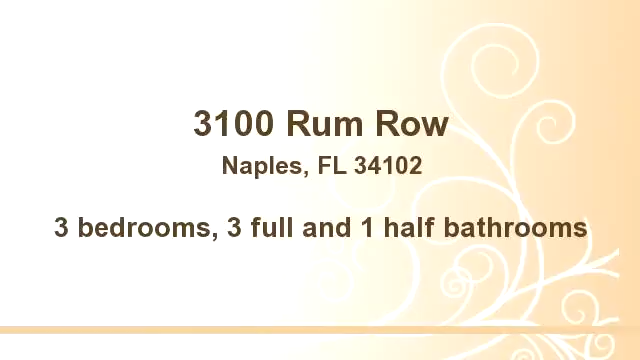 3100 Rum Row
Naples, FL 34102
3 bedrooms, 3 full and 1 half bathrooms